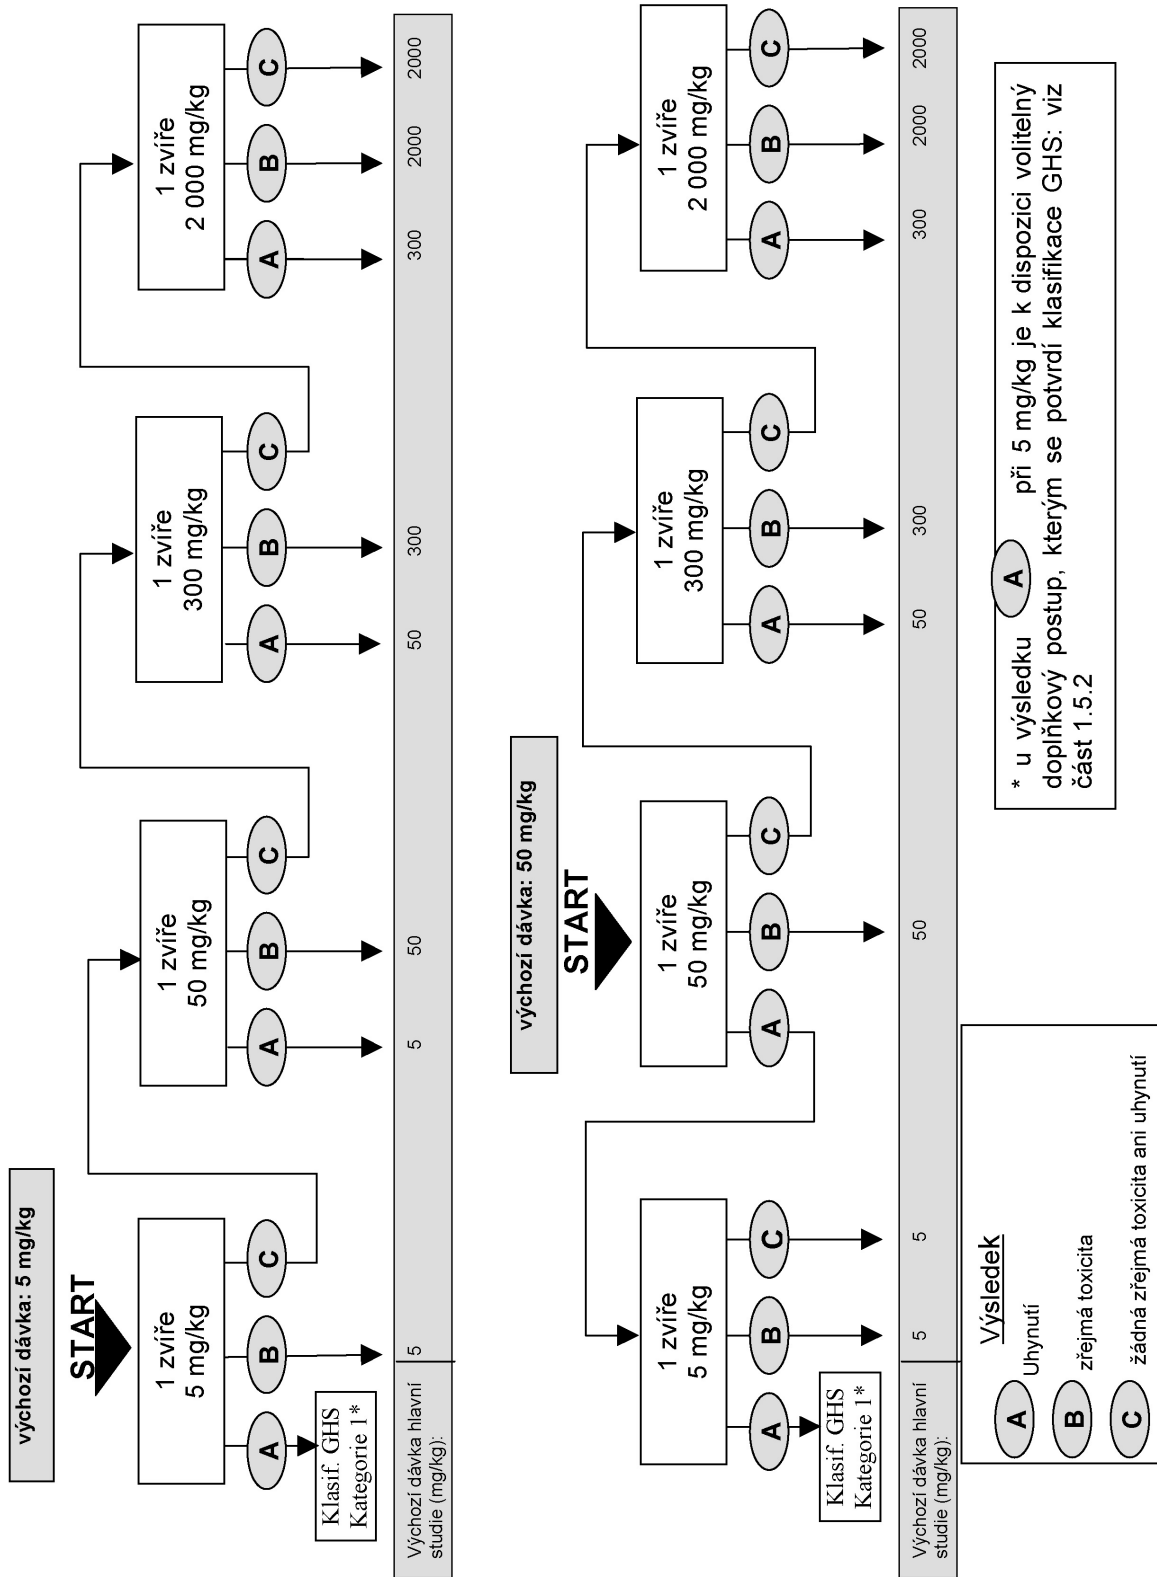 výchozí dávka: 5 mg/kg
START
1 zvíře
5 mg/kg
1 zvíře
50 mg/kg
1 zvíře
300 mg/kg
1 zvíře
2 000 mg/kg
A
B
C
A
B
C
A
B
C
A
B
C
Klasif. GHS
Kategorie 1*
Výchozí dávka hlavní
studie (mg/kg):
5
5
50
50
300
300
2000
2000
výchozí dávka: 50 mg/kg
START
1 zvíře
5 mg/kg
1 zvíře
50 mg/kg
1 zvíře
300 mg/kg
1 zvíře
2 000 mg/kg
A
B
C
A
B
C
A
B
C
A
B
C
Klasif. GHS
Kategorie 1*
Výchozí dávka hlavní
studie (mg/kg):
5
5
50
50
300
300
2000
2000
Výsledek
A Uhynutí
B zřejmá toxicita
C žádná zřejmá toxicita ani uhynutí
* u výsledku A při 5 mg/kg je k dispozici volitelný
doplňkový postup, kterým se potvrdí klasifikace GHS: viz
část 1.5.2